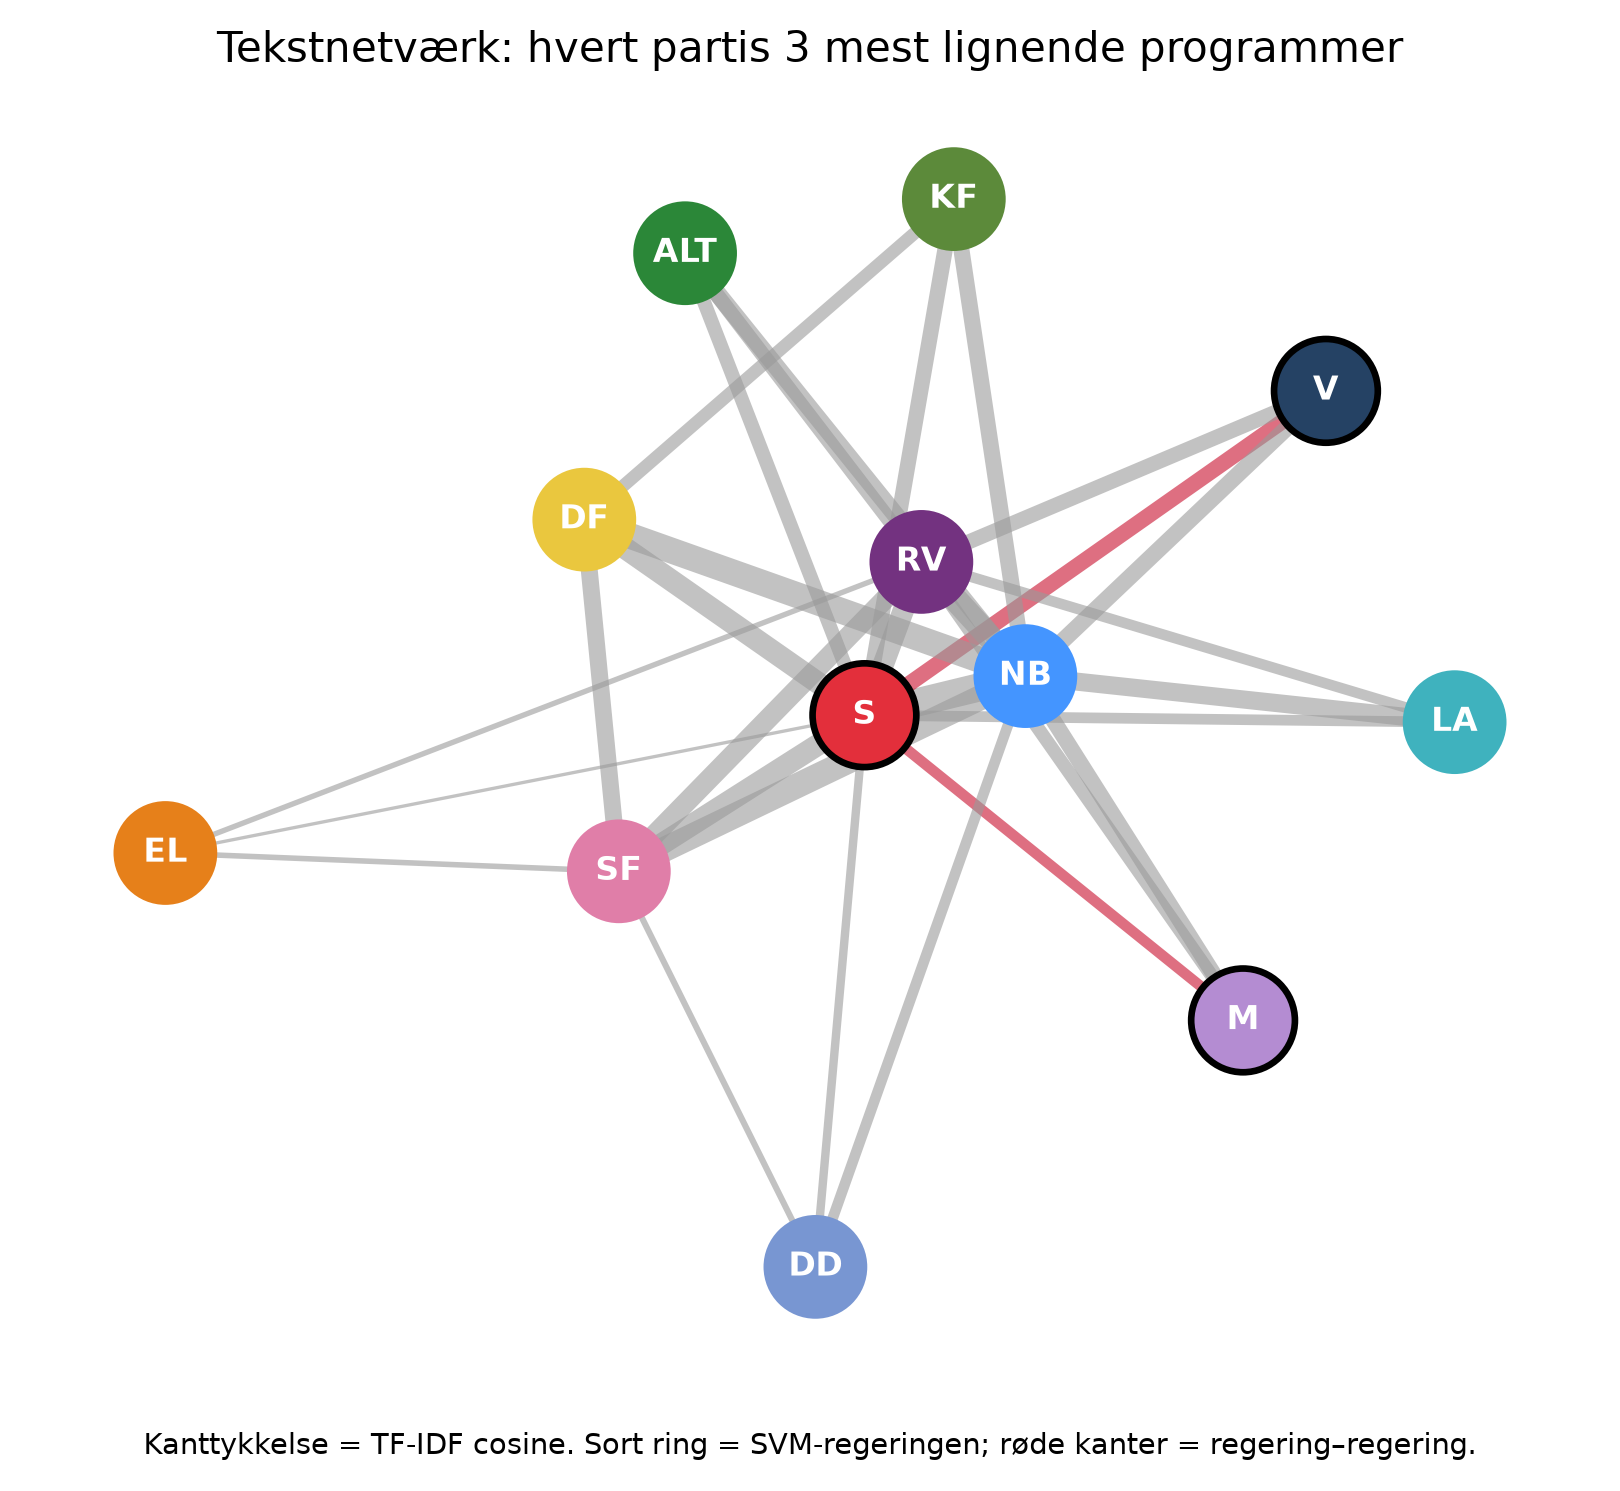 Tekstnetværk: hvert partis 3 mest lignende programmer
KF
ALT
V
DF
RV
NB
S
LA
EL
SF
M
DD
Kanttykkelse = TF-IDF cosine. Sort ring = SVM-regeringen; røde kanter = regering–regering.